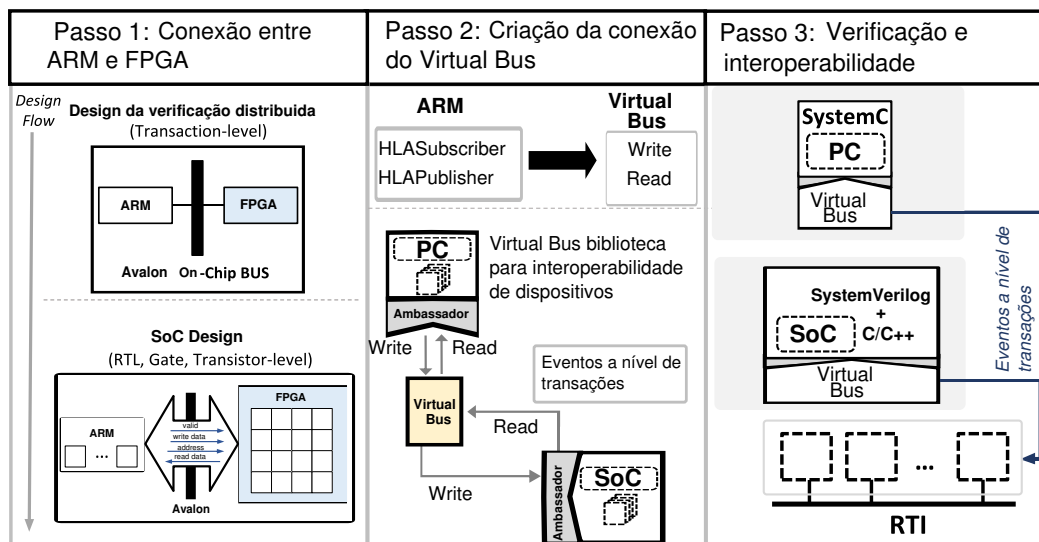 Passo 1: Conexão entre
ARM e FPGA
Design
Flow
Design da verificação distribuida
(Transaction-level)
ARM
FPGA
Avalon On-Chip BUS
SoC Design
(RTL, Gate, Transistor-level)
ARM
...
valid
write data
address
read data
Avalon
FPGA
Passo 2: Criação da conexão
do Virtual Bus
ARM
HLASubscriber
HLAPublisher
Virtual
Bus
Write
Read
PC
Ambassador
Virtual Bus biblioteca
para interoperabilidade
de dispositivos
Write
Read
Eventos a nível de
transações
Virtual
Bus
Read
Write
Ambassador
SoC
Passo 3: Verificação e
interoperabilidade
SystemC
PC
Virtual
Bus
SystemVerilog
+
C/C++
SoC
Virtual
Bus
Eventos a nível de
transações
...
RTI